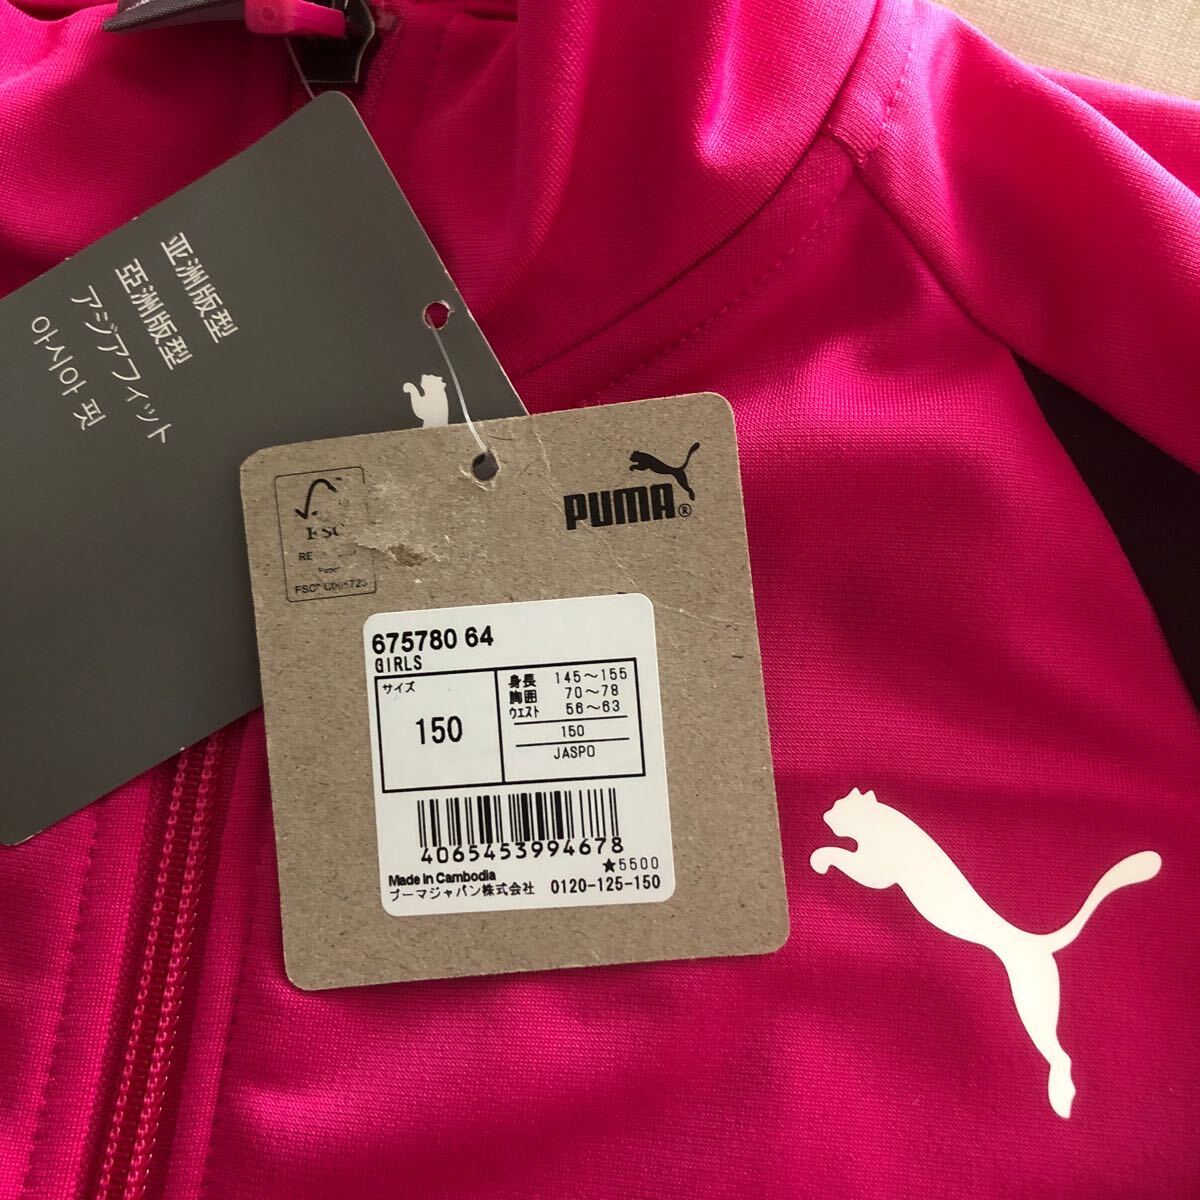 亚洲版型
亞洲版型
アジアフィット
아시아 핏
FSC
PUMA®
675780 64
GIRLS
サイズ
150
身長 145～155
胸囲 70～78
ウエスト 56～63
150
JASPO
4065453994678
★5500
Made in Cambodia
プーマジャパン株式会社 0120-125-150